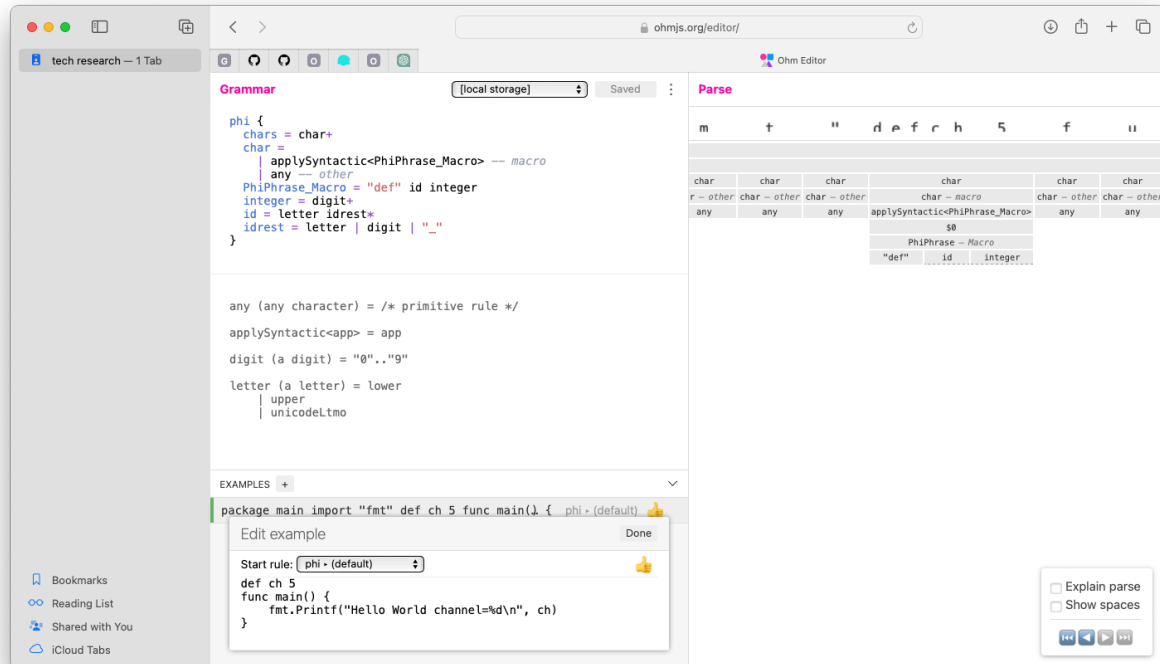 ohmjs.org/editor/
tech research — 1 Tab
G
O
O
Ohm Editor
Grammar
[local storage]
Saved
Parse
phi {
  chars = char+
  char =
    | applySyntactic<PhiPhrase_Macro> —— macro
    | any —— other
  PhiPhrase_Macro = "def" id integer
  integer = digit+
  id = letter idrest*
  idrest = letter | digit | "_"
}
m t " d e f c h 5 f u
char char char char char char
r – other char – other char – other char – macro char – other char – other
any any any applySyntactic<PhiPhrase_Macro> any any
$0
PhiPhrase – Macro
"def" id integer
any (any character) = /* primitive rule */
applySyntactic<app> = app
digit (a digit) = "0".."9"
letter (a letter) = lower
    | upper
    | unicodeLtmo
EXAMPLES +
package main import "fmt" def ch 5 func main() { phi ▸ (default)
Edit example
Done
Start rule: phi ▸ (default)
def ch 5
func main() {
    fmt.Printf("Hello World channel=%d\n", ch)
}
Bookmarks
Reading List
Shared with You
iCloud Tabs
Explain parse
Show spaces